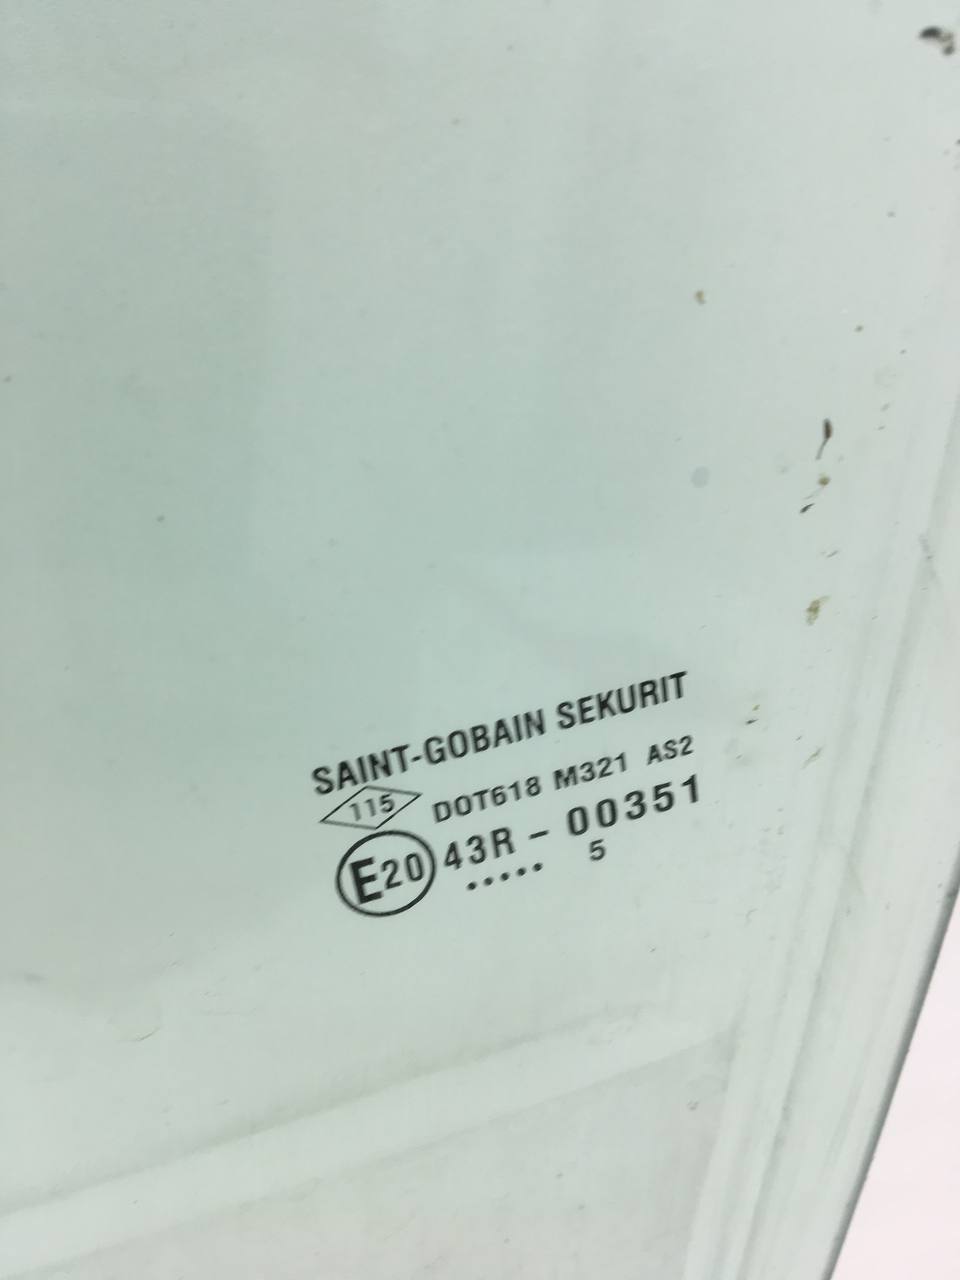 SAINT-GOBAIN SEKURIT
115 DOT618 M321 AS2
E20 43R - 00351
..... 5